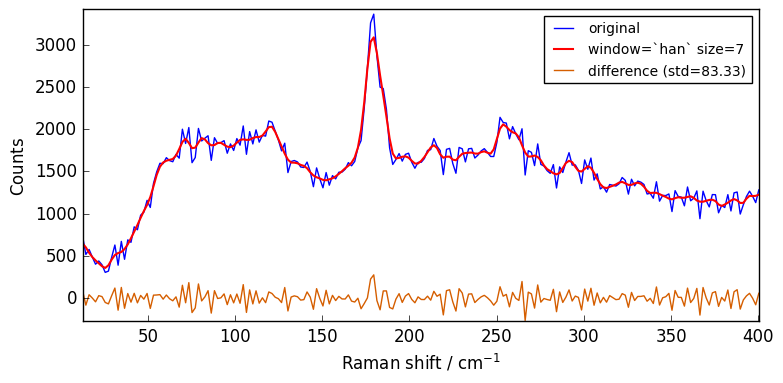 original
window=`han` size=7
difference (std=83.33)
Counts
3000
2500
2000
1500
1000
500
0
50 100 150 200 250 300 350 400
Raman shift / cm⁻¹